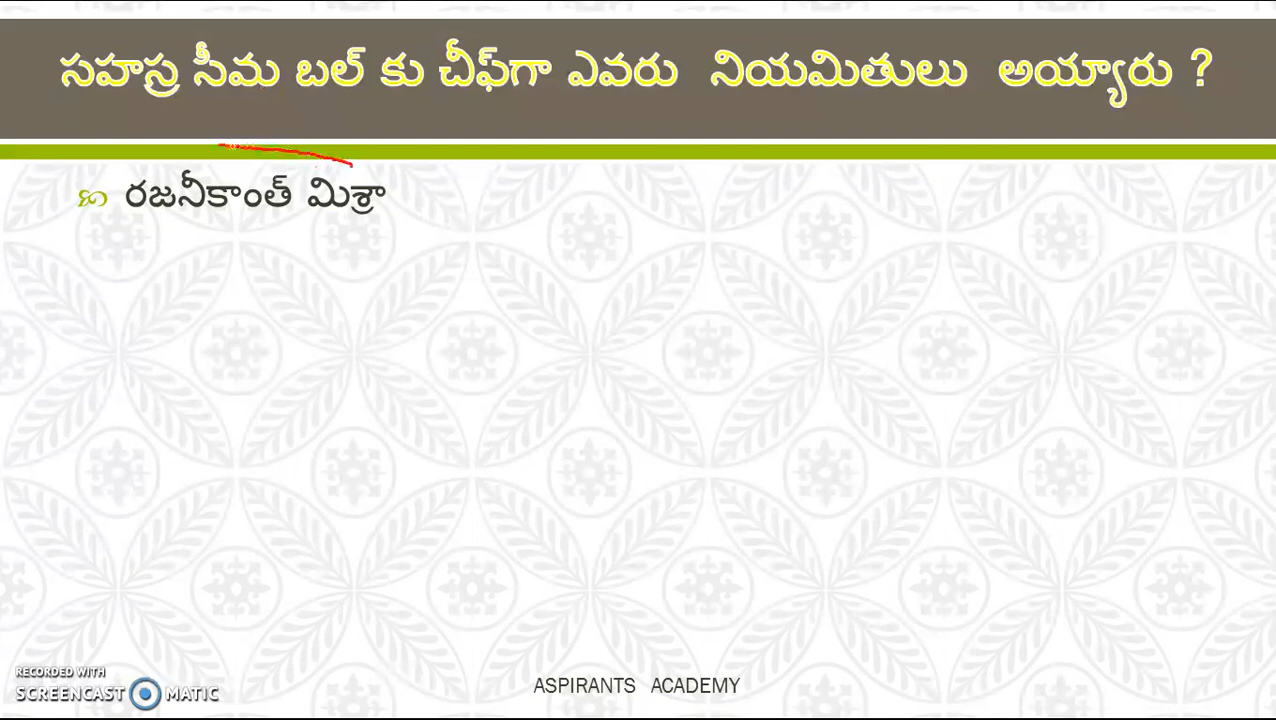 సహస్ర సీమ బల్ కు చీఫ్‌గా ఎవరు నియమితులు అయ్యారు ?
రజనీకాంత్ మిశ్రా
RECORDED WITH
SCREENCAST MATIC
ASPIRANTS ACADEMY